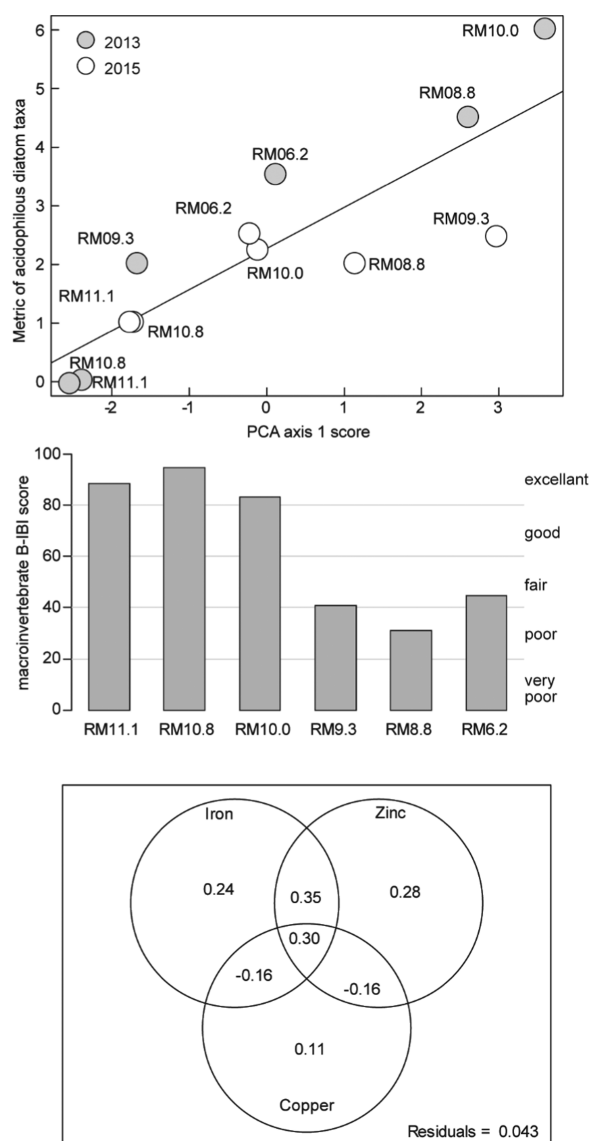 Metric of acidophilous diatom taxa
6
5
4
3
2
1
0
2013
2015
RM10.0
RM08.8
RM06.2
RM06.2
RM09.3
RM09.3
RM10.0
RM08.8
RM11.1
RM10.8
RM10.8
RM11.1
-2
-1
0
1
2
3
PCA axis 1 score
macroinvertebrate B-IBI score
100
80
60
40
20
0
excellant
good
fair
poor
very
poor
RM11.1 RM10.8 RM10.0 RM9.3 RM8.8 RM6.2
Iron
Zinc
0.24
0.35
0.28
0.30
-0.16
-0.16
0.11
Copper
Residuals = 0.043